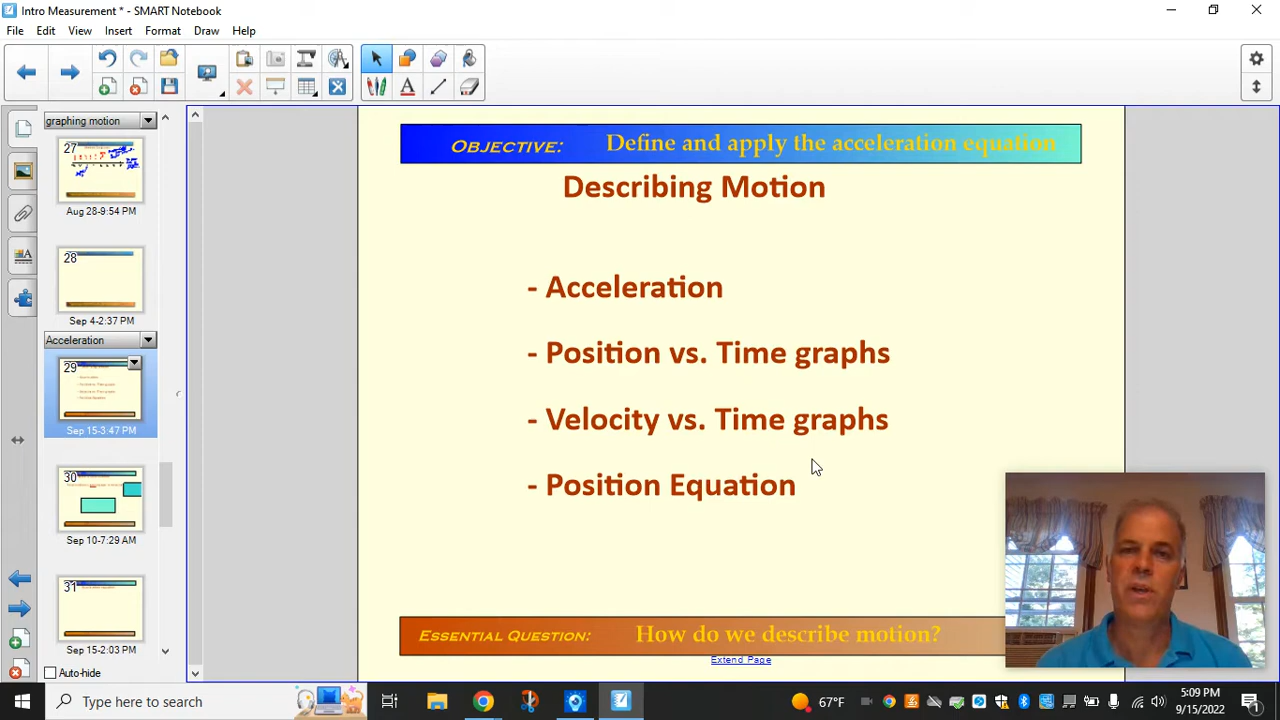 Intro Measurement * - SMART Notebook
File Edit View Insert Format Draw Help
graphing motion
27
Aug 28-9:54 PM
28
Sep 4-2:37 PM
Acceleration
29
Sep 15-3:47 PM
30
Sep 10-7:29 AM
31
Sep 15-2:03 PM
Auto-hide
OBJECTIVE: Define and apply the acceleration equation
Describing Motion
- Acceleration
- Position vs. Time graphs
- Velocity vs. Time graphs
- Position Equation
ESSENTIAL QUESTION: How do we describe motion?
Extend Page
Type here to search
67°F
5:09 PM
9/15/2022
1